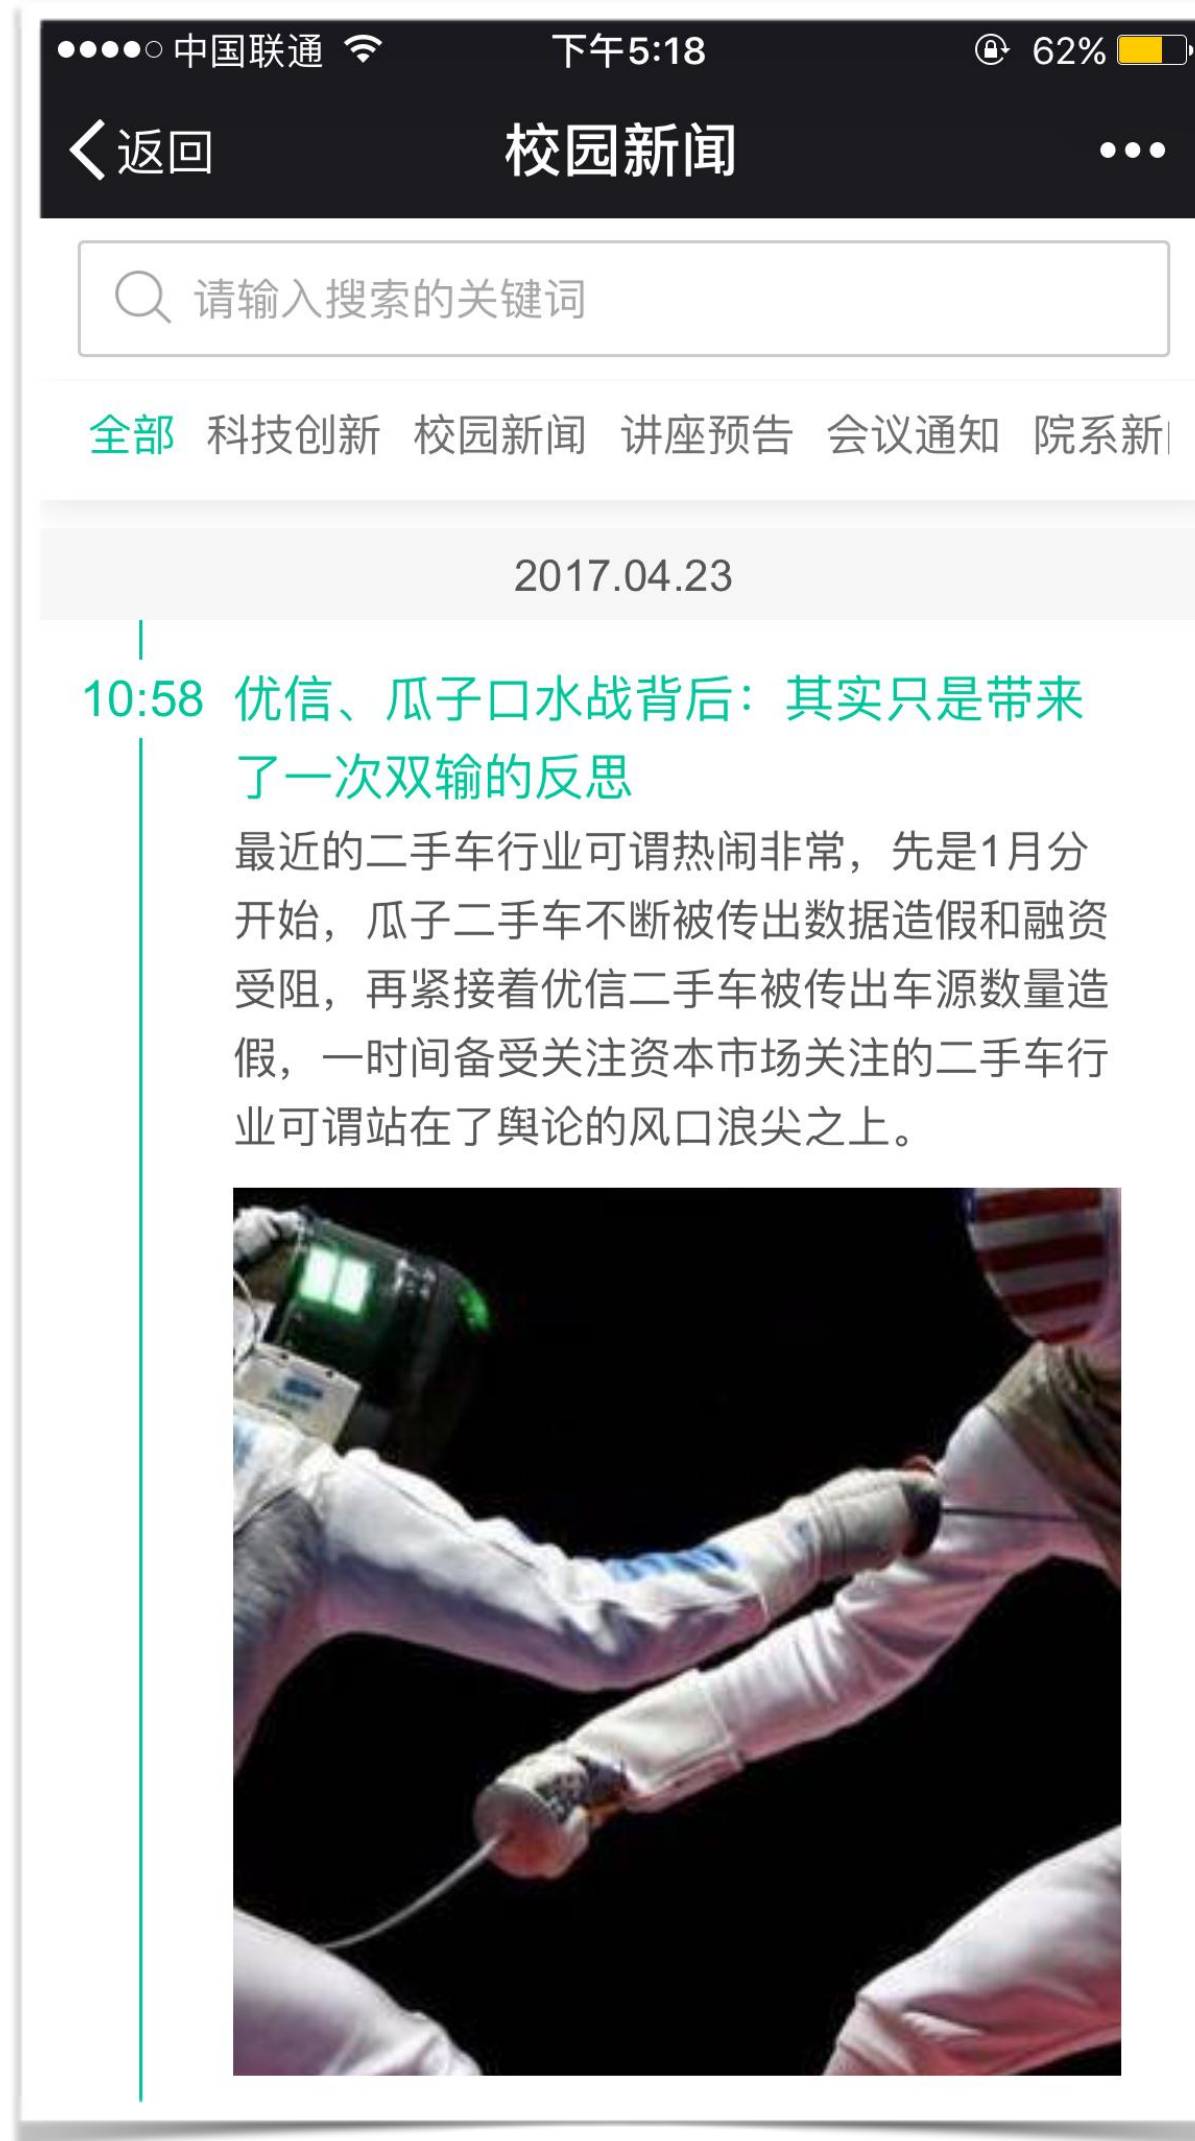 中国联通 下午5:18 62%
返回 校园新闻
请输入搜索的关键词
全部 科技创新 校园新闻 讲座预告 会议通知 院系新
2017.04.23
10:58 优信、瓜子口水战背后：其实只是带来
了一次双输的反思
最近的二手车行业可谓热闹非常，先是1月分
开始，瓜子二手车不断被传出数据造假和融资
受阻，再紧接着优信二手车被传出车源数量造
假，一时间备受关注资本市场关注的二手车行
业可谓站在了舆论的风口浪尖之上。